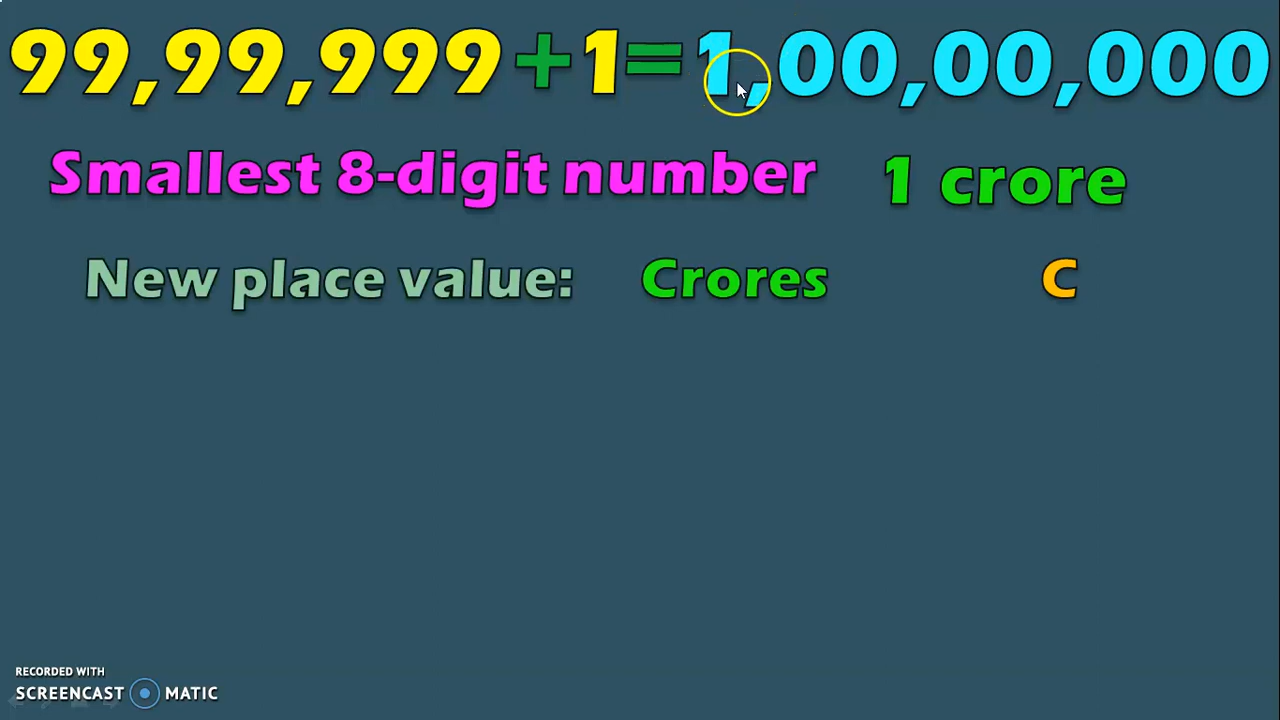 99,99,999+1=1,00,00,000
Smallest 8-digit number 1 crore
New place value: Crores C
RECORDED WITH
SCREENCAST MATIC